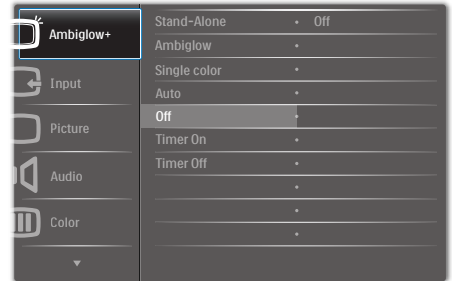 Ambiglow+
Input
Picture
Audio
Color
Stand-Alone • Off
Ambiglow •
Single color •
Auto •
Off •
Timer On •
Timer Off •
•
•
•